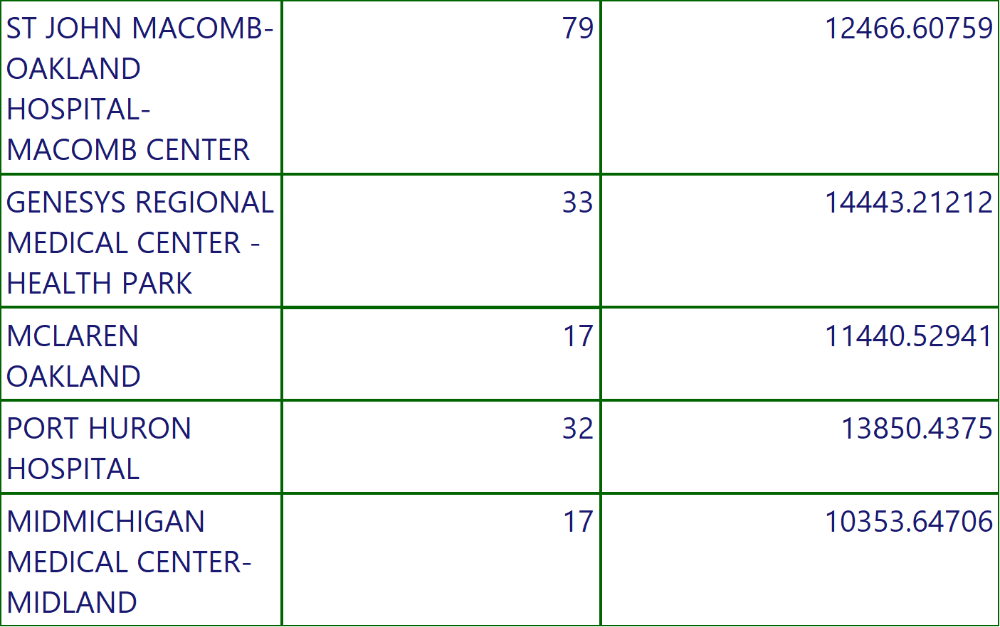 ST JOHN MACOMB- 79 12466.60759
OAKLAND
HOSPITAL-
MACOMB CENTER
GENESYS REGIONAL 33 14443.21212
MEDICAL CENTER -
HEALTH PARK
MCLAREN 17 11440.52941
OAKLAND
PORT HURON 32 13850.4375
HOSPITAL
MIDMICHIGAN 17 10353.64706
MEDICAL CENTER-
MIDLAND